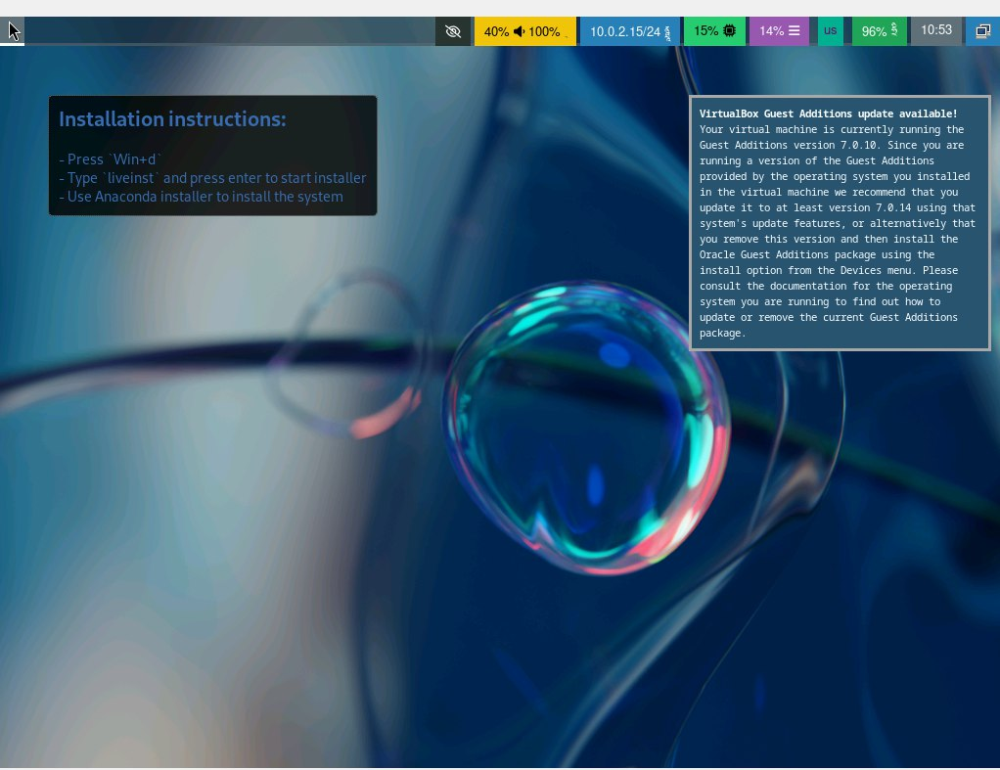 40% 100% 10.0.2.15/24 15% 14% us 96% 10:53
Installation instructions:
- Press `Win+d`
- Type `liveinst` and press enter to start installer
- Use Anaconda installer to install the system
VirtualBox Guest Additions update available!
Your virtual machine is currently running the
Guest Additions version 7.0.10. Since you are
running a version of the Guest Additions
provided by the operating system you installed
in the virtual machine we recommend that you
update it to at least version 7.0.14 using that
system's update features, or alternatively that
you remove this version and then install the
Oracle Guest Additions package using the
install option from the Devices menu. Please
consult the documentation for the operating
system you are running to find out how to
update or remove the current Guest Additions
package.